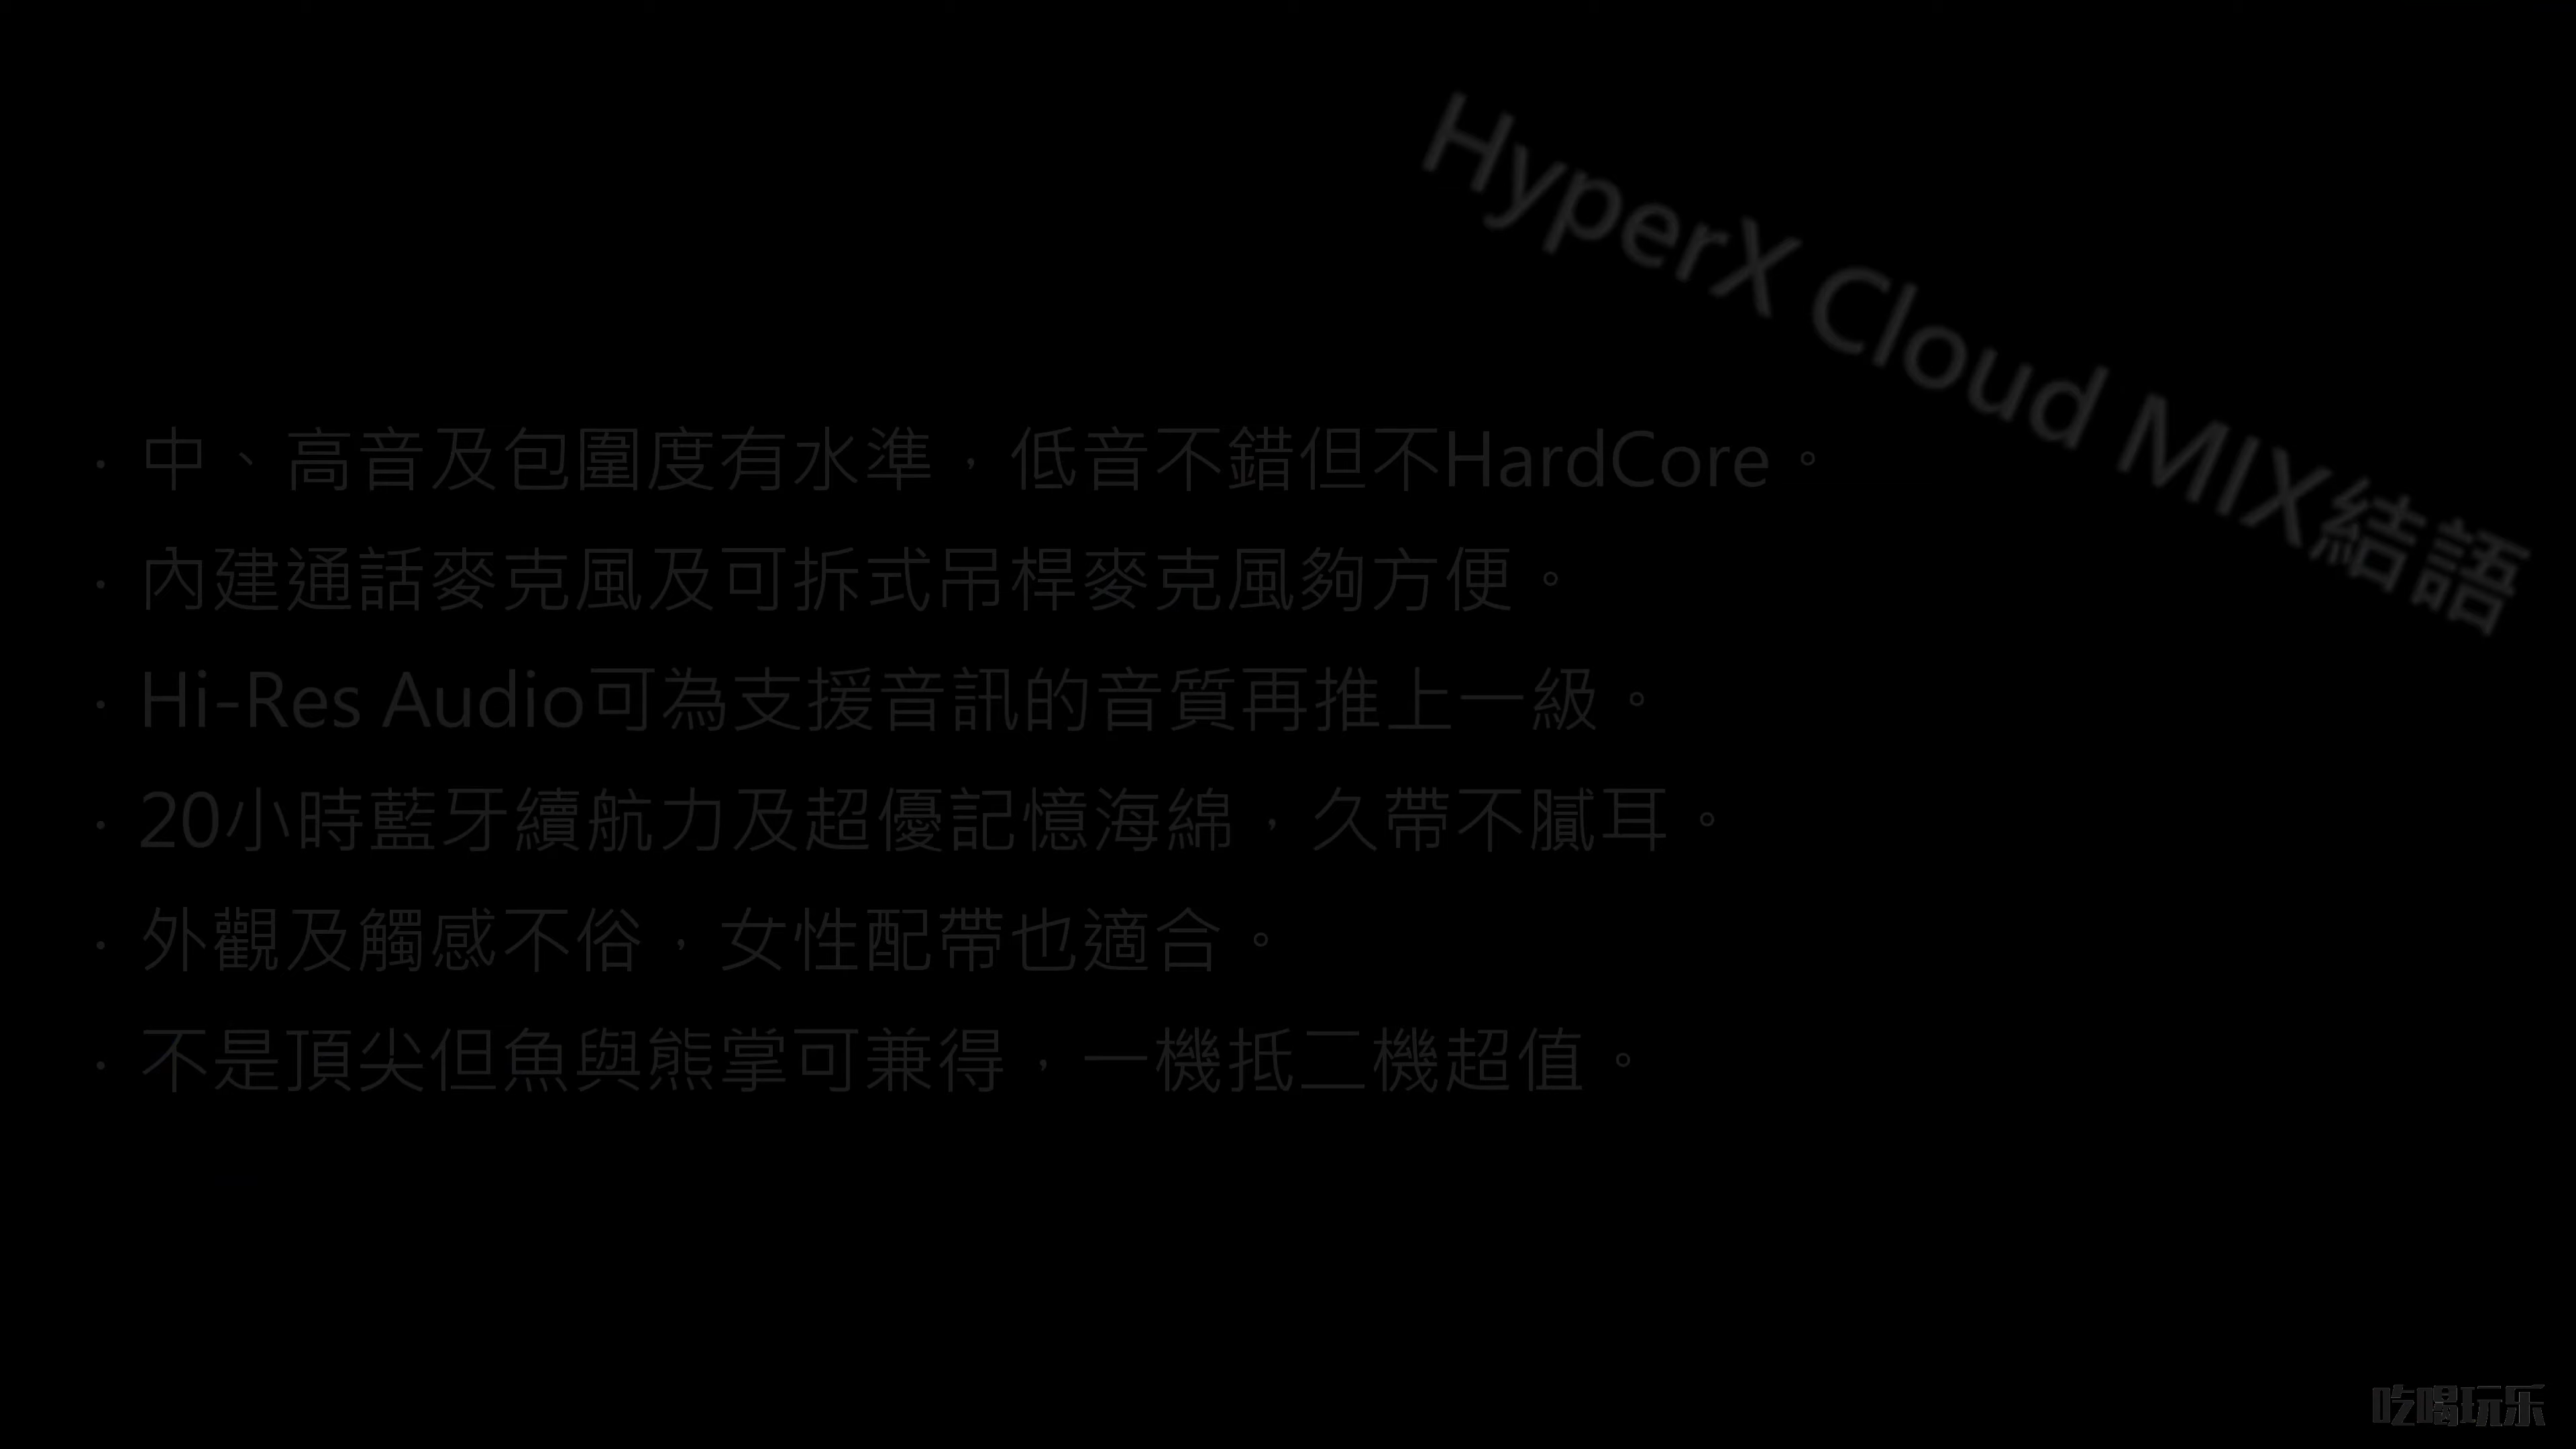 HyperX Cloud MIX結語
· 中、高音及包圍度有水準，低音不錯但不HardCore。
· 內建通話麥克風及可拆式吊桿麥克風夠方便。
· Hi-Res Audio可為支援音訊的音質再推上一級。
· 20小時藍牙續航力及超優記憶海綿，久帶不膩耳。
· 外觀及觸感不俗，女性配帶也適合。
· 不是頂尖但魚與熊掌可兼得，一機抵二機超值。
吃喝玩乐